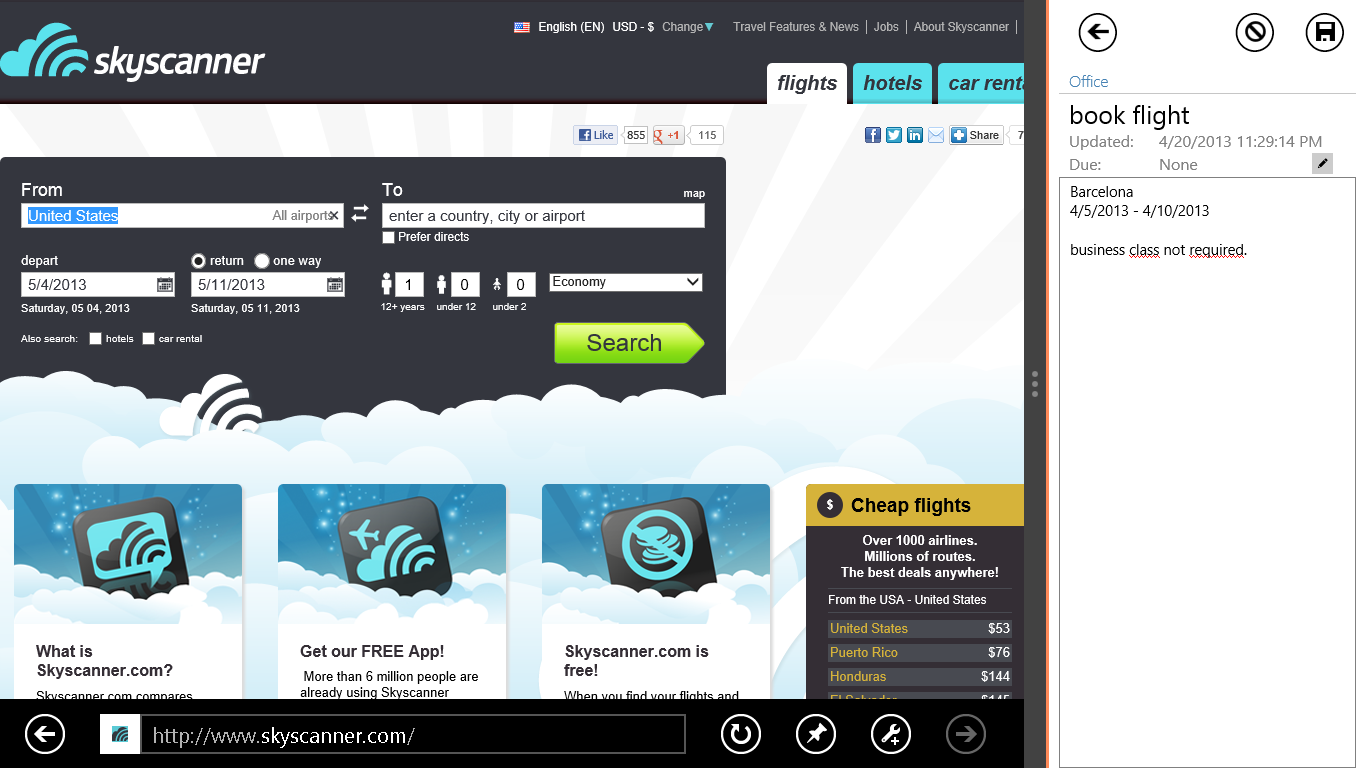 English (EN) USD - $ Change▼ Travel Features & News | Jobs | About Skyscanner |
skyscanner
flights hotels car renta
Like 855 +1 115 Share 7
From
United States All airports
To map
enter a country, city or airport
Prefer directs
depart
return one way
5/4/2013 5/11/2013
Saturday, 05 04, 2013 Saturday, 05 11, 2013
1 0 0 Economy
12+ years under 12 under 2
Also search: hotels car rental
Search
What is
Skyscanner.com?
Skyscanner.com compares
Get our FREE App!
More than 6 million people are
already using Skyscanner
Skyscanner.com is
free!
When you find your flights and
$ Cheap flights
Over 1000 airlines.
Millions of routes.
The best deals anywhere!
From the USA - United States
United States $53
Puerto Rico $76
Honduras $144
El Salvador $145
http://www.skyscanner.com/
Office
book flight
Updated: 4/20/2013 11:29:14 PM
Due: None
Barcelona
4/5/2013 - 4/10/2013
business class not required.